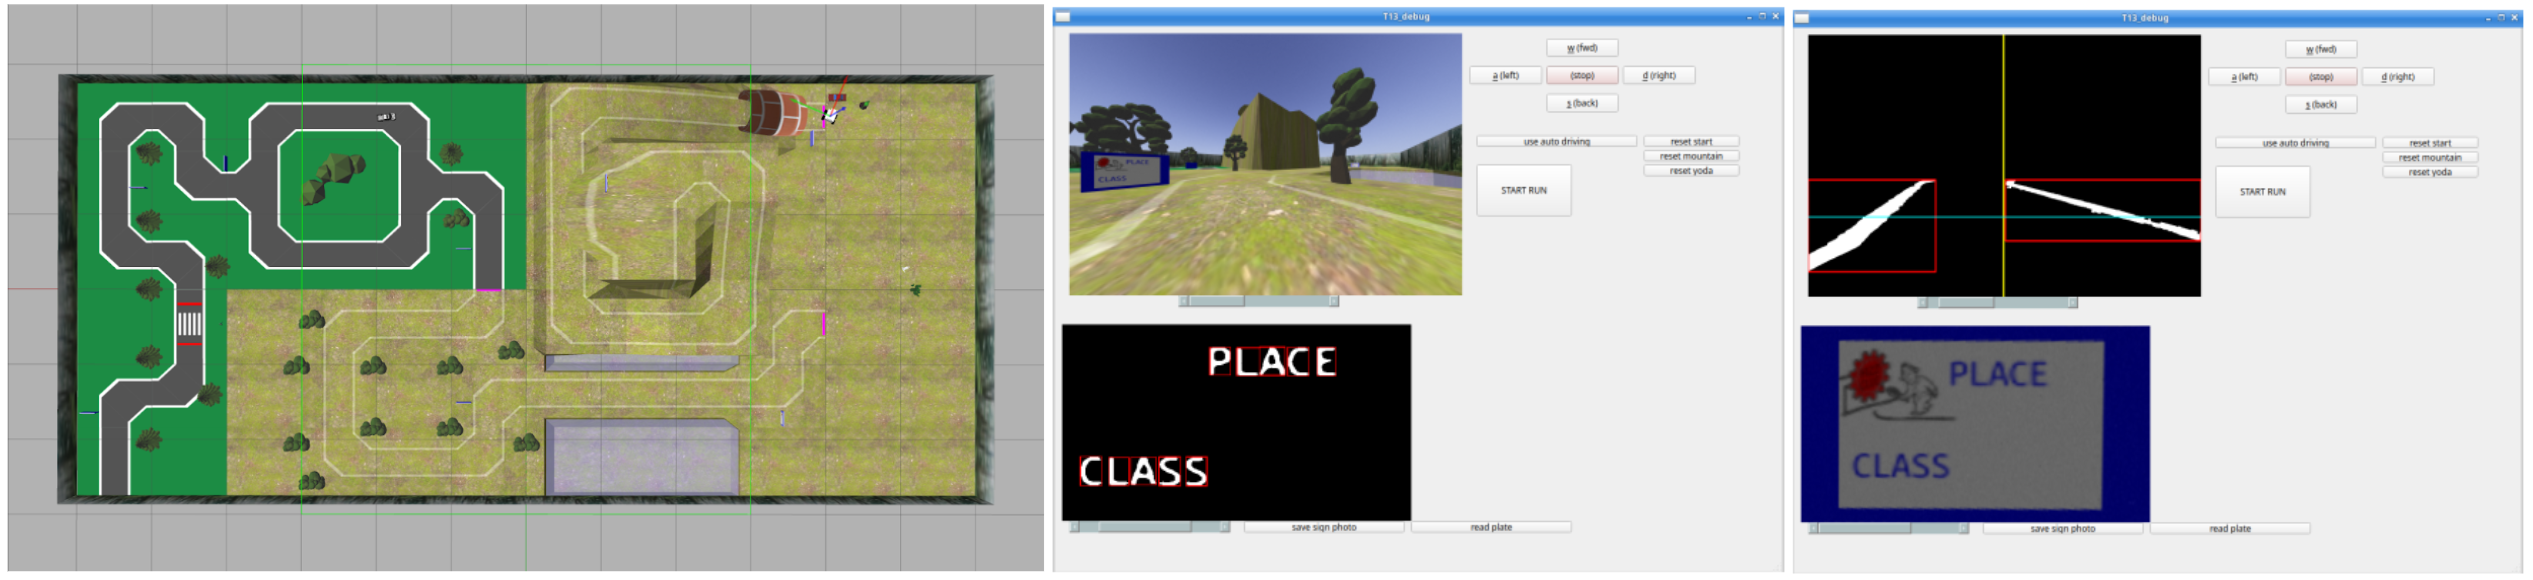 T13_debug
w (fwd)
a (left)
(stop)
d (right)
s (back)
use auto driving
reset start
reset mountain
reset yoda
START RUN
PLACE
CLASS
PLACE
CLASS
save sign photo
read plate
T13_debug
w (fwd)
a (left)
(stop)
d (right)
s (back)
use auto driving
reset start
reset mountain
reset yoda
START RUN
PLACE
CLASS
save sign photo
read plate